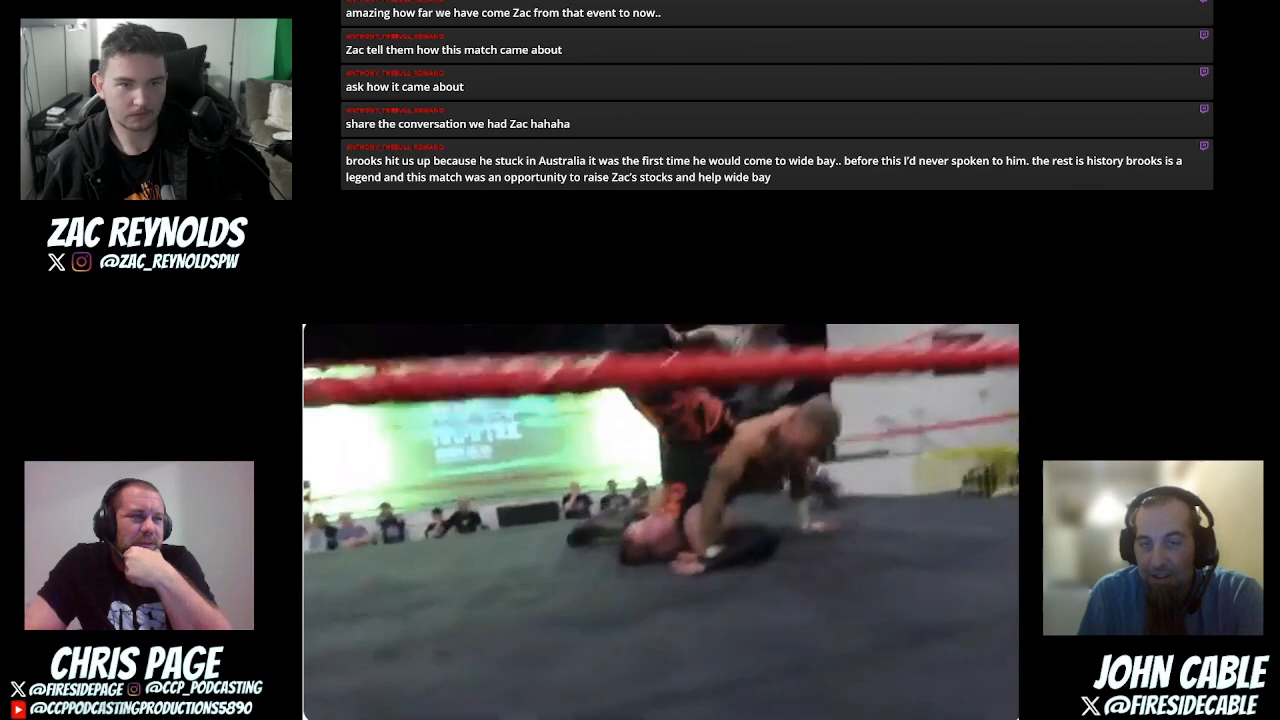 amazing how far we have come Zac from that event to now..
ANTHONY_THEBULL_ROMANO
Zac tell them how this match came about
ANTHONY_THEBULL_ROMANO
ask how it came about
ANTHONY_THEBULL_ROMANO
share the conversation we had Zac hahaha
ANTHONY_THEBULL_ROMANO
brooks hit us up because he stuck in Australia it was the first time he would come to wide bay.. before this I'd never spoken to him. the rest is history brooks is a
legend and this match was an opportunity to raise Zac's stocks and help wide bay
ZAC REYNOLDS
@ZAC_REYNOLDSPW
CHRIS PAGE
@FIRESIDEPAGE @CCP_PODCASTING
@CCPPODCASTINGPRODUCTIONS5890
JOHN CABLE
@FIRESIDECABLE